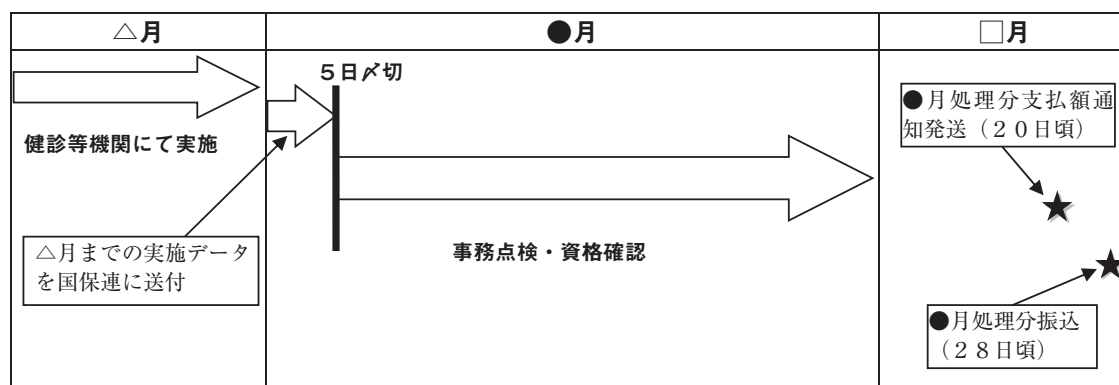 △月
●月
□月
５日〆切
健診等機関にて実施
△月までの実施データ
を国保連に送付
事務点検・資格確認
●月処理分支払額通
知発送（２０日頃）
●月処理分振込
（２８日頃）